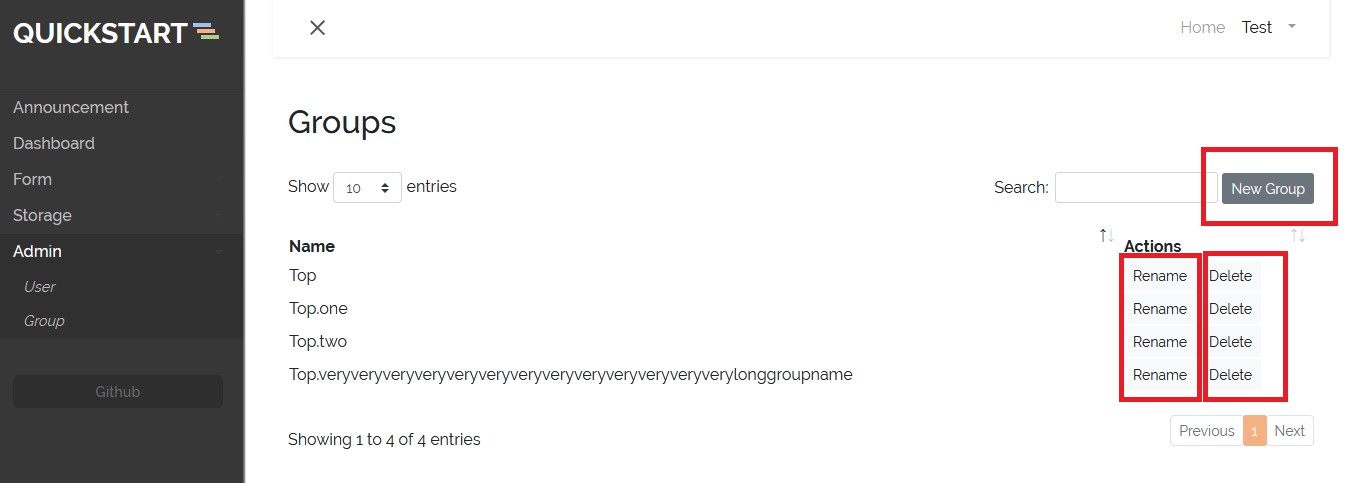 QUICKSTART
Home Test
Announcement
Dashboard
Form
Storage
Admin
User
Group
Github
Groups
Show 10 entries
Search: New Group
Name Actions
Top Rename Delete
Top.one Rename Delete
Top.two Rename Delete
Top.veryveryveryveryveryveryveryveryveryveryveryveryverylonggroupname Rename Delete
Showing 1 to 4 of 4 entries
Previous 1 Next